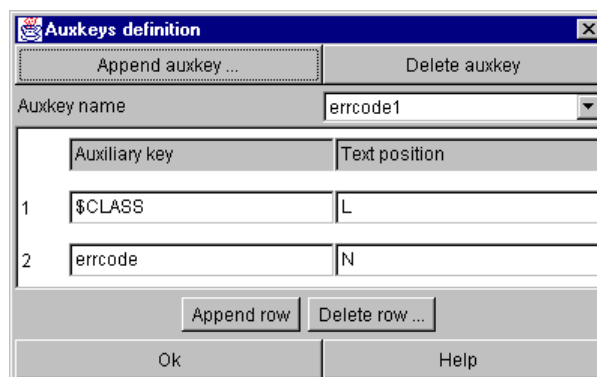 Auxkeys definition
Append auxkey ... Delete auxkey
Auxkey name errcode1
Auxiliary key Text position
1 $CLASS L
2 errcode N
Append row Delete row ...
Ok Help